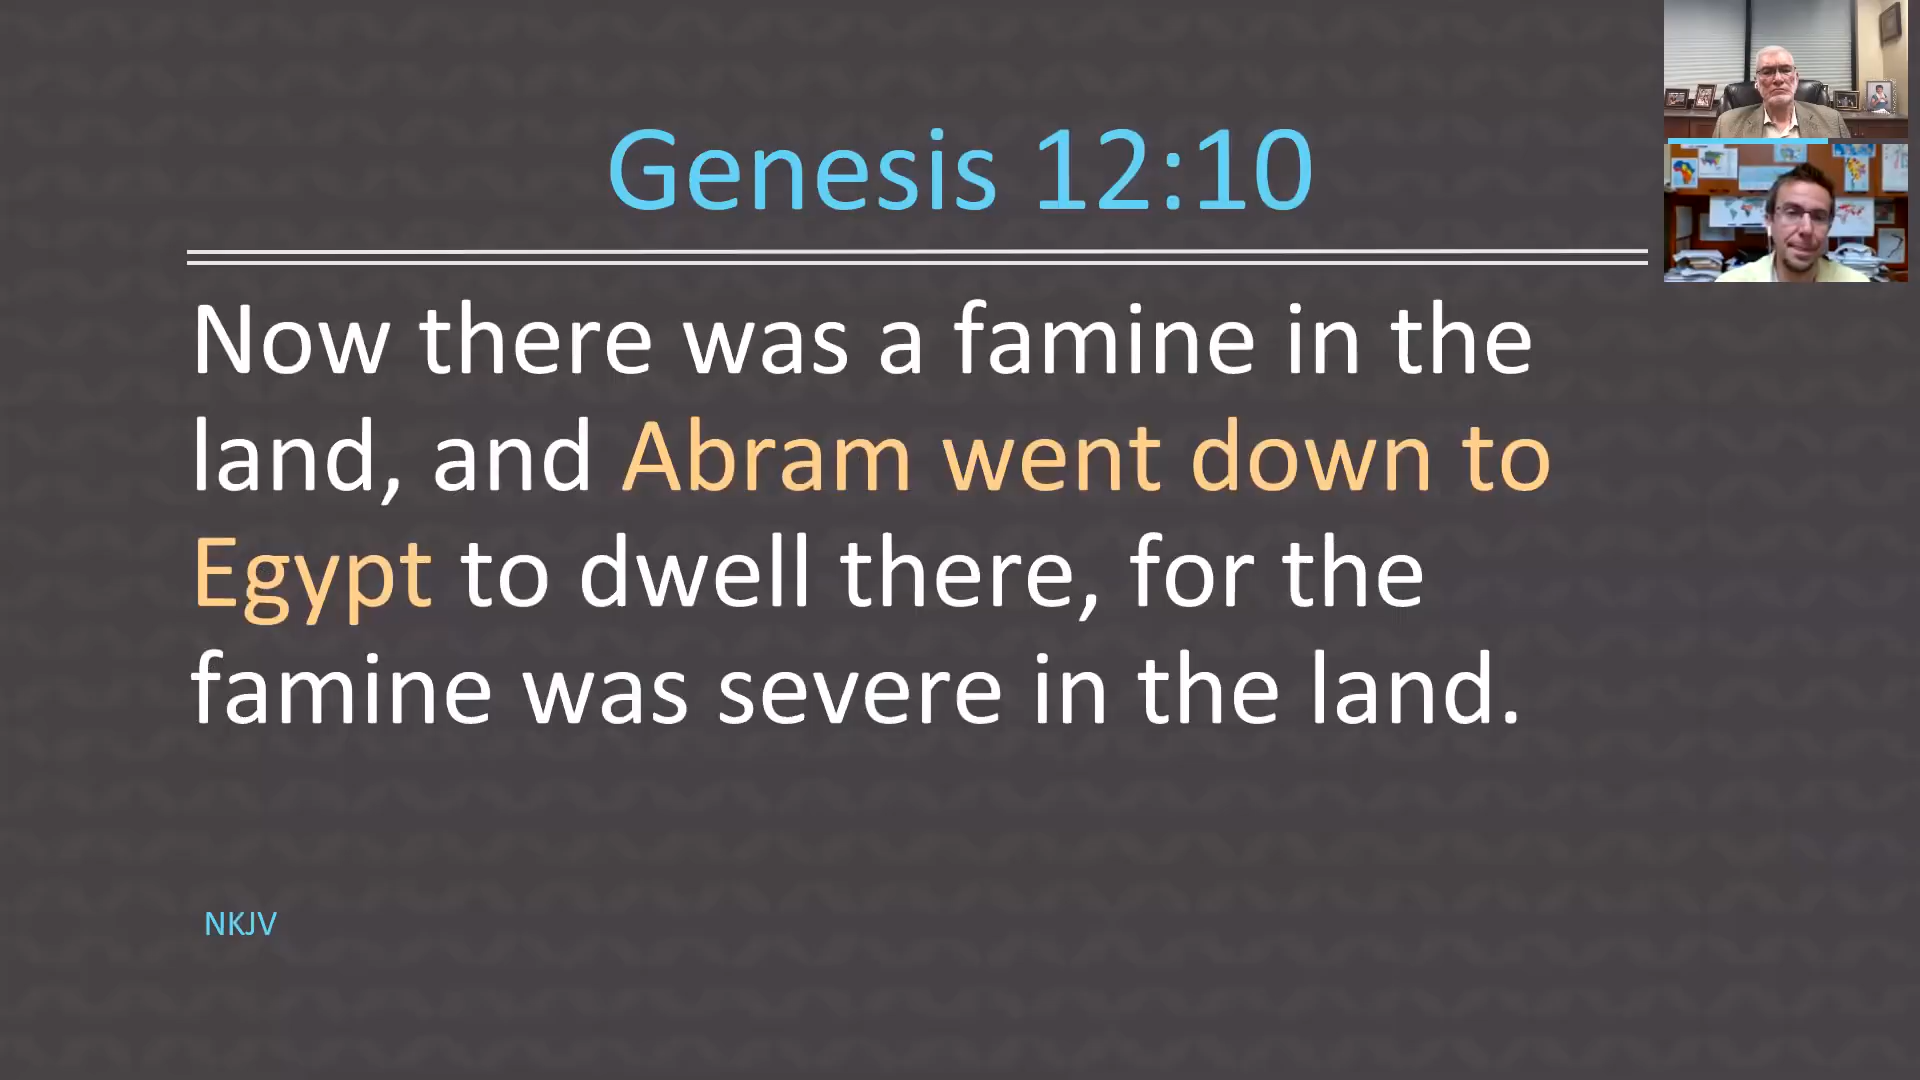 Genesis 12:10
Now there was a famine in the
land, and Abram went down to
Egypt to dwell there, for the
famine was severe in the land.
NKJV